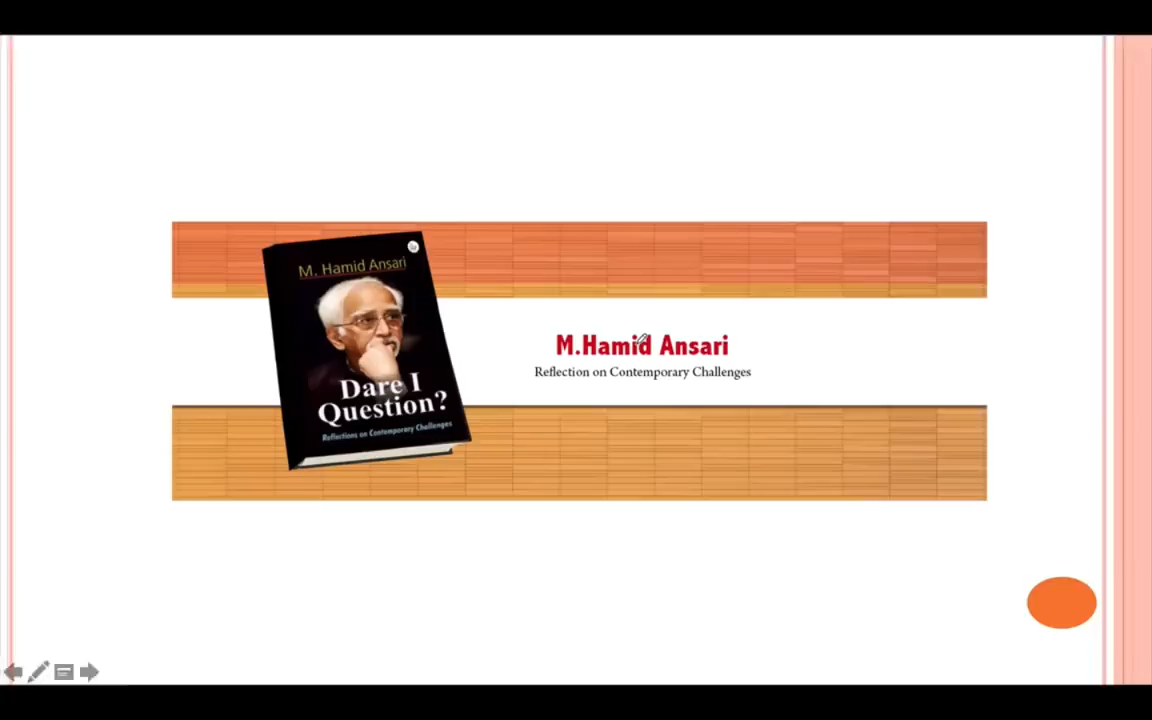 M. Hamid Ansari
Dare I
Question?
Reflections on Contemporary Challenges
M.Hamid Ansari
Reflection on Contemporary Challenges